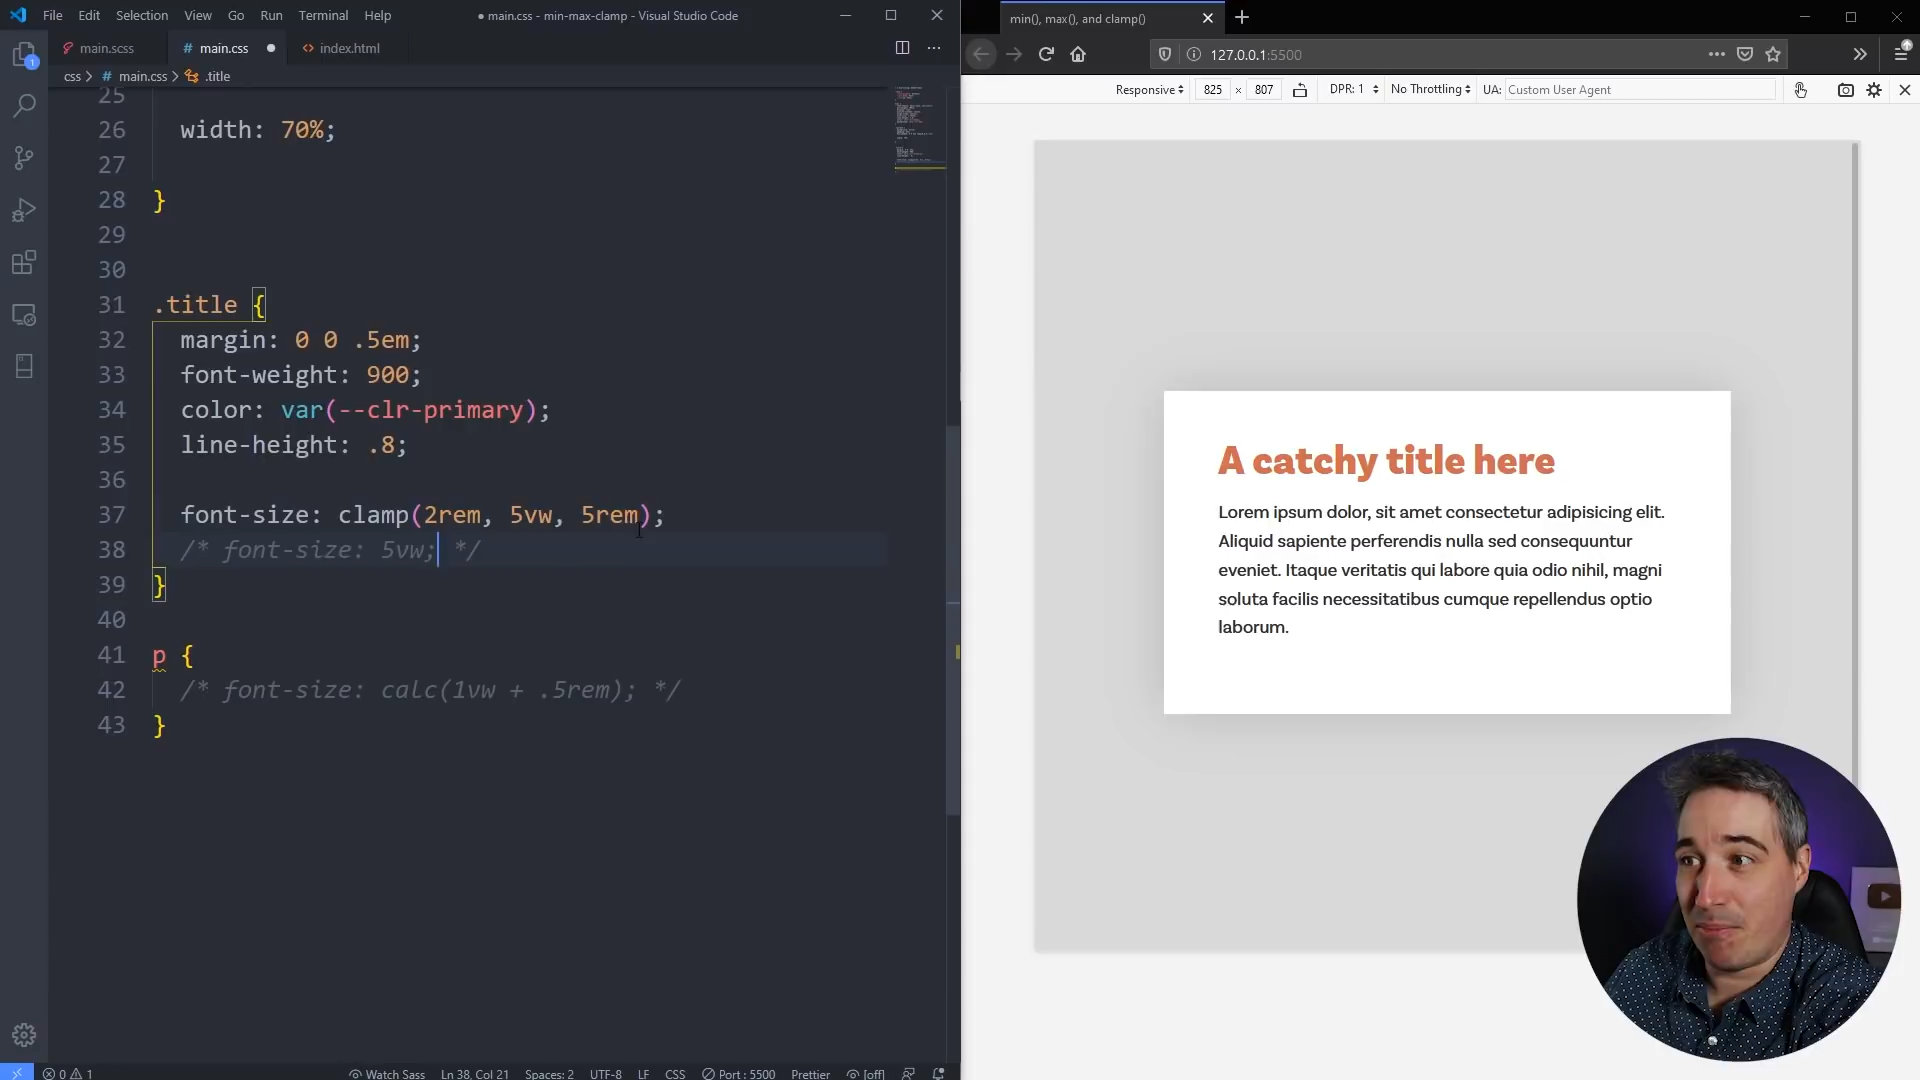 File Edit Selection View Go Run Terminal Help ● main.css - min-max-clamp - Visual Studio Code
main.scss # main.css ● <> index.html
css > # main.css > .title
1
25
26 width: 70%;
27
28 }
29
30
31 .title {
32 margin: 0 0 .5em;
33 font-weight: 900;
34 color: var(--clr-primary);
35 line-height: .8;
36
37 font-size: clamp(2rem, 5vw, 5rem);
38 /* font-size: 5vw; */
39 }
40
41 p {
42 /* font-size: calc(1vw + .5rem); */
43 }
0 1 Watch Sass Ln 38, Col 21 Spaces: 2 UTF-8 LF CSS Port : 5500 Prettier [off]
min(), max(), and clamp()
127.0.0.1:5500
Responsive 825 × 807 DPR: 1 No Throttling UA: Custom User Agent
A catchy title here
Lorem ipsum dolor, sit amet consectetur adipisicing elit.
Aliquid sapiente perferendis nulla sed consequuntur
eveniet. Itaque veritatis qui labore quia odio nihil, magni
soluta facilis necessitatibus cumque repellendus optio
laborum.